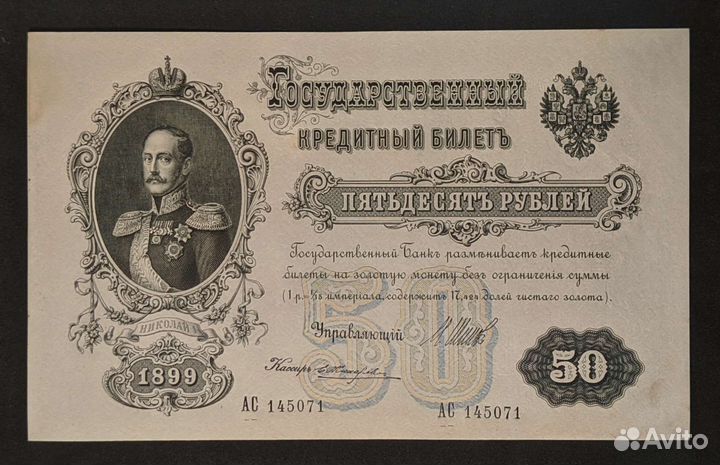 Государственный
Кредитный Билетъ
Пятьдесятъ Рублей
Государственный Банкъ размѣниваетъ кредитные
билеты на золотую монету безъ ограниченія суммы
(1 р.= 1/15 имперіала, содержитъ 17,424 долей чистаго золота).
Управляющій
Кассиръ
НИКОЛАЙ I
1899
50
50
АС 145071
АС 145071
Avito